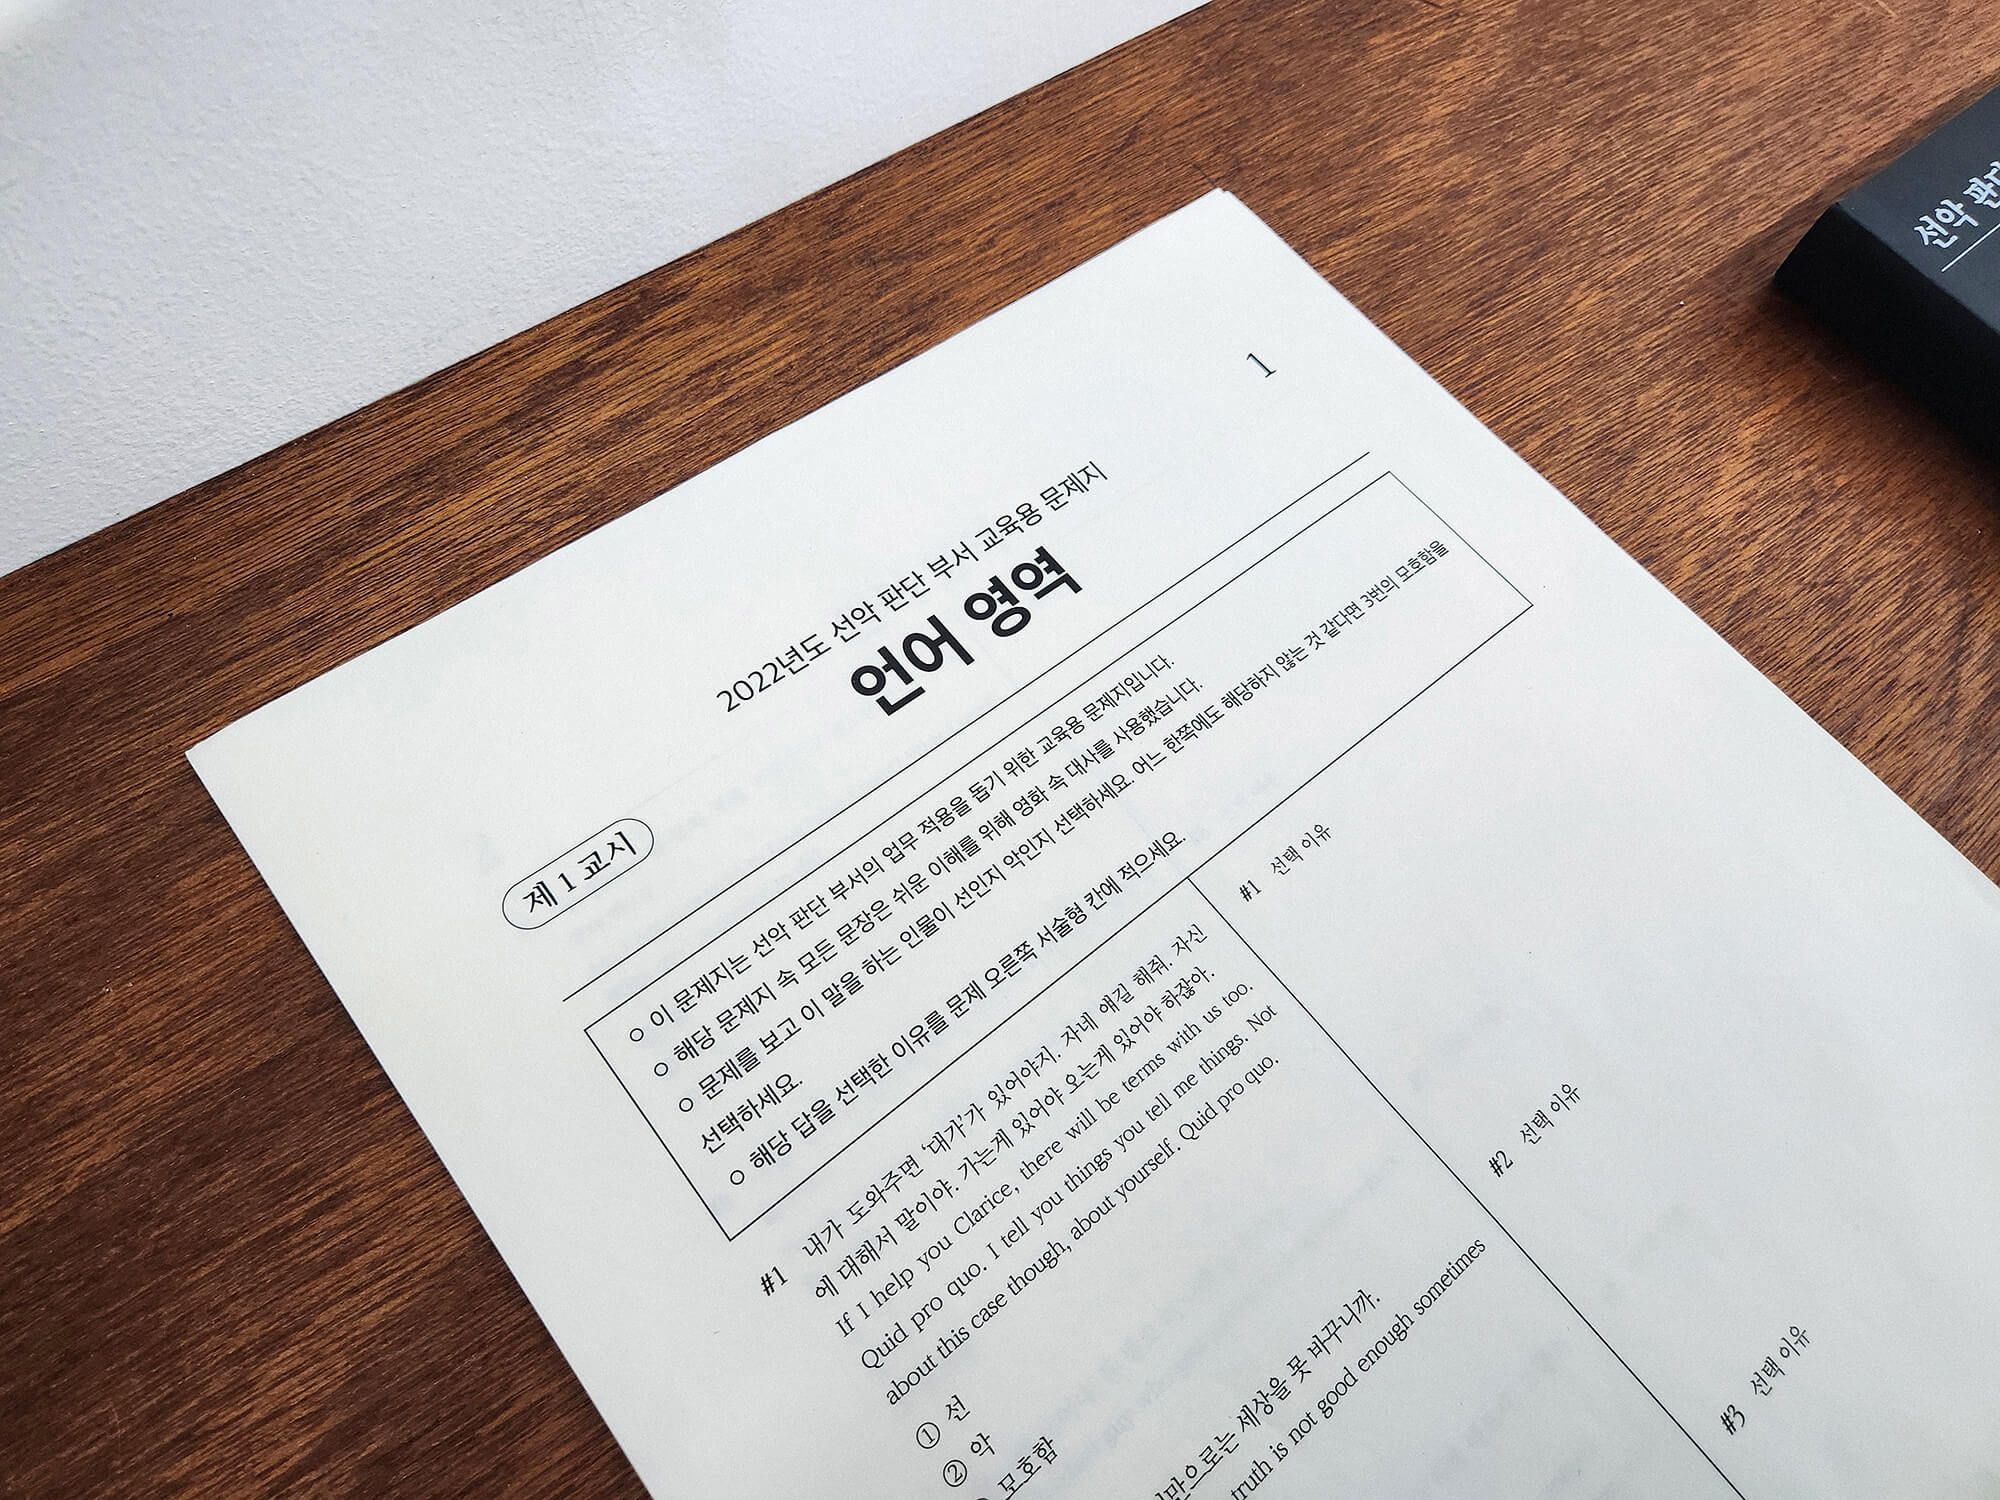 1
2022년도 선악 판단 부서 교육용 문제지
언어 영역
제 1 교시
○ 이 문제지는 선악 판단 부서의 업무 적용을 돕기 위한 교육용 문제지입니다.
○ 해당 문제지 속 모든 문장은 쉬운 이해를 위해 영화 속 대사를 사용했습니다.
○ 문제를 보고 이 말을 하는 인물이 선인지 악인지 선택하세요. 어느 한쪽에도 해당하지 않는 것 같다면 3번의 모호함을
선택하세요.
○ 해당 답을 선택한 이유를 문제 오른쪽 서술형 칸에 적으세요.
#1 내가 도와주면 '대가'가 있어야지. 자네 얘길 해줘. 자신
에 대해서 말이야. 가는게 있어야 오는게 있어야 하잖아.
If I help you Clarice, there will be terms with us too.
Quid pro quo. I tell you things you tell me things. Not
about this case though, about yourself. Quid pro quo.
① 선
② 악
모호함
만으로는 세상을 못 바꾸니까.
truth is not good enough sometimes
#1 선택 이유
#2 선택 이유
#3 선택 이유
선악